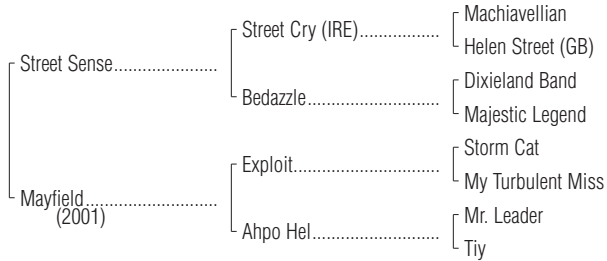 Machiavellian
Street Cry (IRE)..................
Helen Street (GB)
Street Sense.......................
Dixieland Band
Bedazzle.............................
Majestic Legend
Storm Cat
Exploit................................
My Turbulent Miss
Mayfield.............................
(2001)
Mr. Leader
Ahpo Hel............................
Tiy